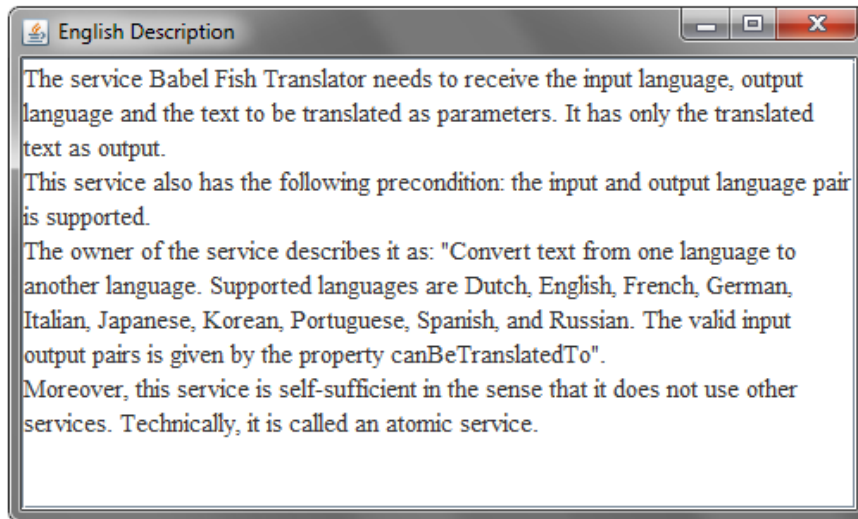 English Description
The service Babel Fish Translator needs to receive the input language, output
language and the text to be translated as parameters. It has only the translated
text as output.
This service also has the following precondition: the input and output language pair
is supported.
The owner of the service describes it as: "Convert text from one language to
another language. Supported languages are Dutch, English, French, German,
Italian, Japanese, Korean, Portuguese, Spanish, and Russian. The valid input
output pairs is given by the property canBeTranslatedTo".
Moreover, this service is self-sufficient in the sense that it does not use other
services. Technically, it is called an atomic service.